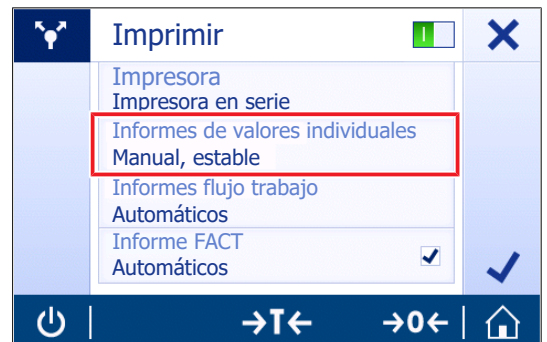 Imprimir
Impresora
Impresora en serie
Informes de valores individuales
Manual, estable
Informes flujo trabajo
Automáticos
Informe FACT
Automáticos
→T← →0←